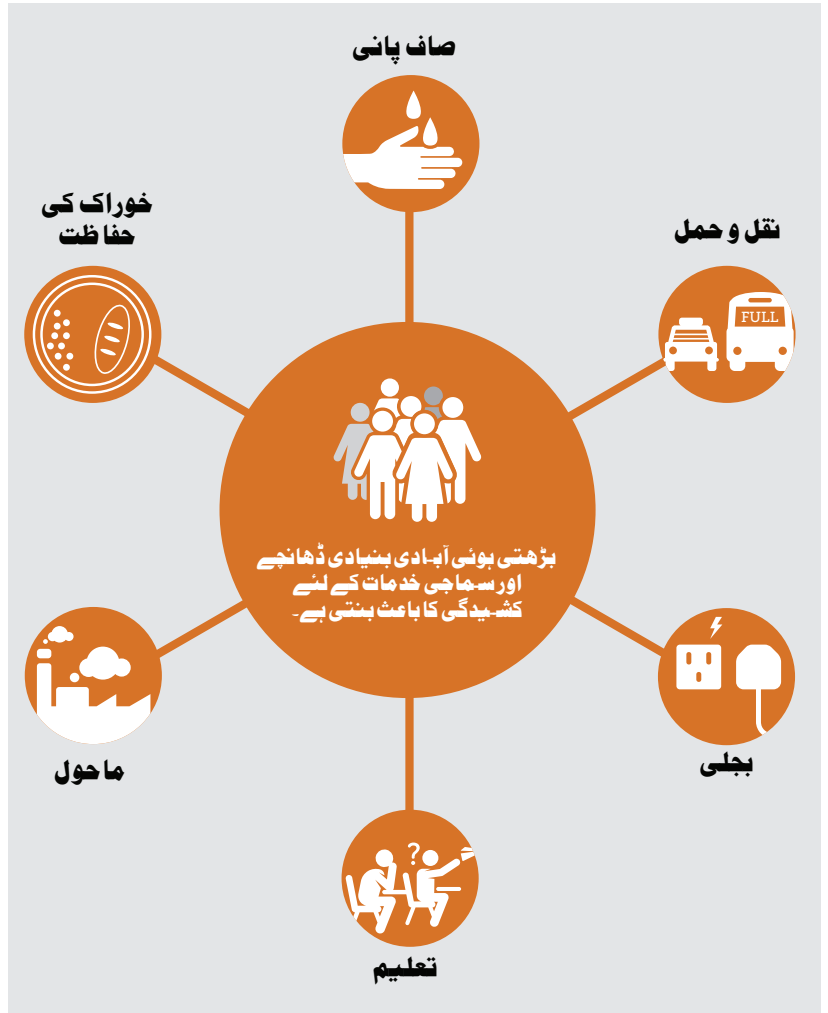 صاف پانی
نقل و حمل
خوراک کی
حفاظت
FULL
بڑھتی ہوئی آبادی بنیادی ڈھانچے
اور سماجی خدمات کے لئے
کشیدگی کا باعث بنتی ہے۔
بجلی
ماحول
?
تعلیم